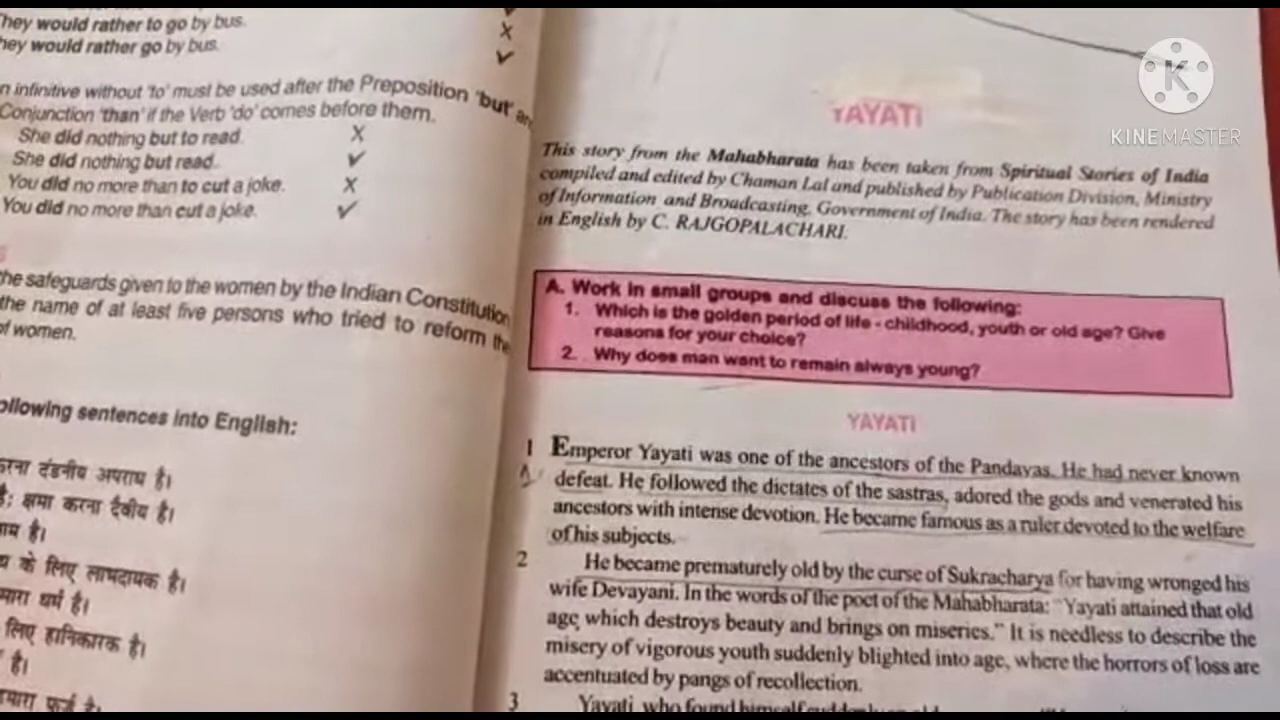 They would rather to go by bus. X
hey would rather go by bus. ✓
n infinitive without 'to' must be used after the Preposition 'but' an
Conjunction 'than' if the Verb 'do' comes before them.
She did nothing but to read. X
She did nothing but read. ✓
You did no more than to cut a joke. X
You did no more than cut a joke. ✓
the safeguards given to the women by the Indian Constitution
the name of at least five persons who tried to reform the
of women.
ollowing sentences into English:
रना दंडनीय अपराध है।
है; क्षमा करना दैवीय है।
है।
के लिए लाभदायक है।
मारा धर्म है।
लिए हानिकारक है।
है।
हमारा फर्ज है।
KINEMASTER
YAYATI
This story from the Mahabharata has been taken from Spiritual Stories of India
compiled and edited by Chaman Lal and published by Publication Division, Ministry
of Information and Broadcasting, Government of India. The story has been rendered
in English by C. RAJGOPALACHARI.
A. Work in small groups and discuss the following:
1. Which is the golden period of life - childhood, youth or old age? Give
reasons for your choice?
2. Why does man want to remain always young?
YAYATI
1 Emperor Yayati was one of the ancestors of the Pandavas. He had never known
defeat. He followed the dictates of the sastras, adored the gods and venerated his
ancestors with intense devotion. He became famous as a ruler devoted to the welfare
of his subjects.
2 He became prematurely old by the curse of Sukracharya for having wronged his
wife Devayani. In the words of the poet of the Mahabharata: "Yayati attained that old
age which destroys beauty and brings on miseries." It is needless to describe the
misery of vigorous youth suddenly blighted into age, where the horrors of loss are
accentuated by pangs of recollection.
3 Yayati, who found himself suddenly